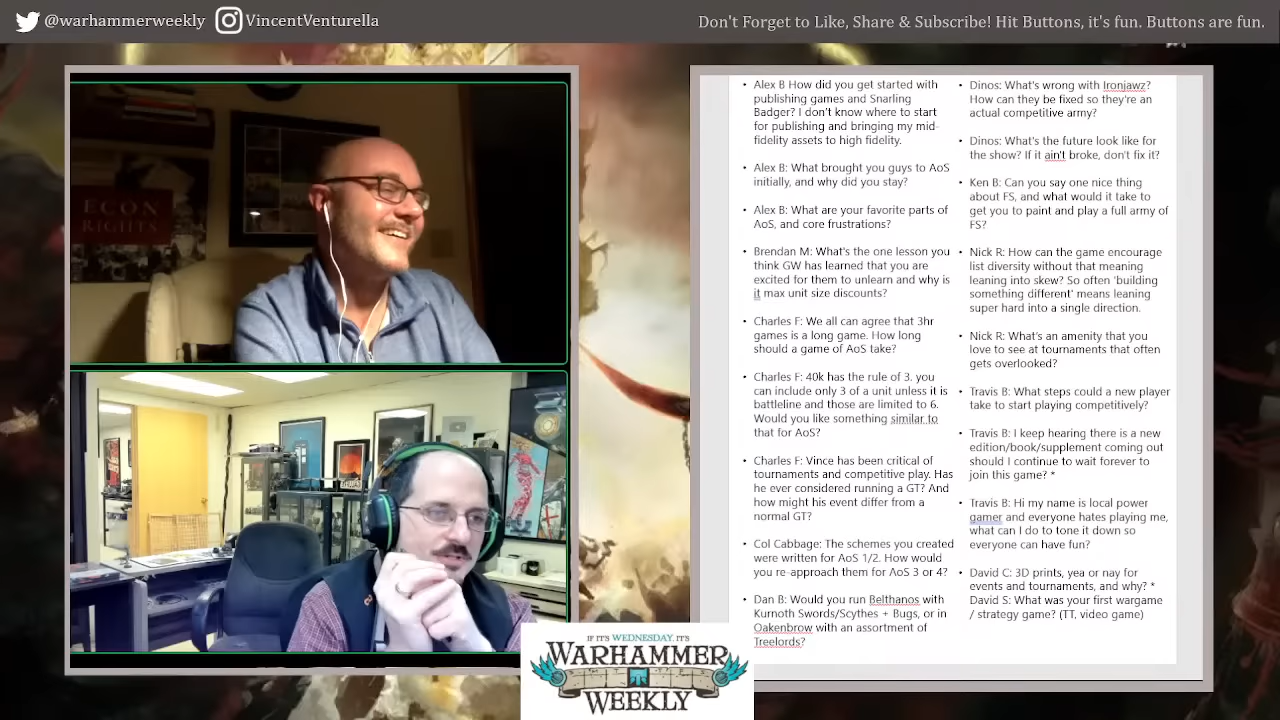 @warhammerweekly VincentVenturella
Don't Forget to Like, Share & Subscribe! Hit Buttons, it's fun. Buttons are fun.
ECON
RIGHTS
• Alex B How did you get started with
publishing games and Snarling
Badger? I don't know where to start
for publishing and bringing my mid-
fidelity assets to high fidelity.
• Alex B: What brought you guys to AoS
initially, and why did you stay?
• Alex B: What are your favorite parts of
AoS, and core frustrations?
• Brendan M: What's the one lesson you
think GW has learned that you are
excited for them to unlearn and why is
it max unit size discounts?
• Charles F: We all can agree that 3hr
games is a long game. How long
should a game of AoS take?
• Charles F: 40k has the rule of 3. you
can include only 3 of a unit unless it is
battleline and those are limited to 6.
Would you like something similar to
that for AoS?
• Charles F: Vince has been critical of
tournaments and competitive play. Has
he ever considered running a GT? And
how might his event differ from a
normal GT?
• Col Cabbage: The schemes you created
were written for AoS 1/2. How would
you re-approach them for AoS 3 or 4?
• Dan B: Would you run Belthanos with
Kurnoth Swords/Scythes + Bugs, or in
Oakenbrow with an assortment of
Treelords?
• Dinos: What's wrong with Ironjawz?
How can they be fixed so they're an
actual competitive army?
• Dinos: What's the future look like for
the show? If it ain't broke, don't fix it?
• Ken B: Can you say one nice thing
about FS, and what would it take to
get you to paint and play a full army of
FS?
• Nick R: How can the game encourage
list diversity without that meaning
leaning into skew? So often 'building
something different' means leaning
super hard into a single direction.
• Nick R: What's an amenity that you
love to see at tournaments that often
gets overlooked?
• Travis B: What steps could a new player
take to start playing competitively?
• Travis B: I keep hearing there is a new
edition/book/supplement coming out
should I continue to wait forever to
join this game? *
• Travis B: Hi my name is local power
gamer and everyone hates playing me,
what can I do to tone it down so
everyone can have fun?
• David C: 3D prints, yea or nay for
events and tournaments, and why? *
David S: What was your first wargame
/ strategy game? (TT, video game)
IF IT'S WEDNESDAY, IT'S
WARHAMMER
WEEKLY